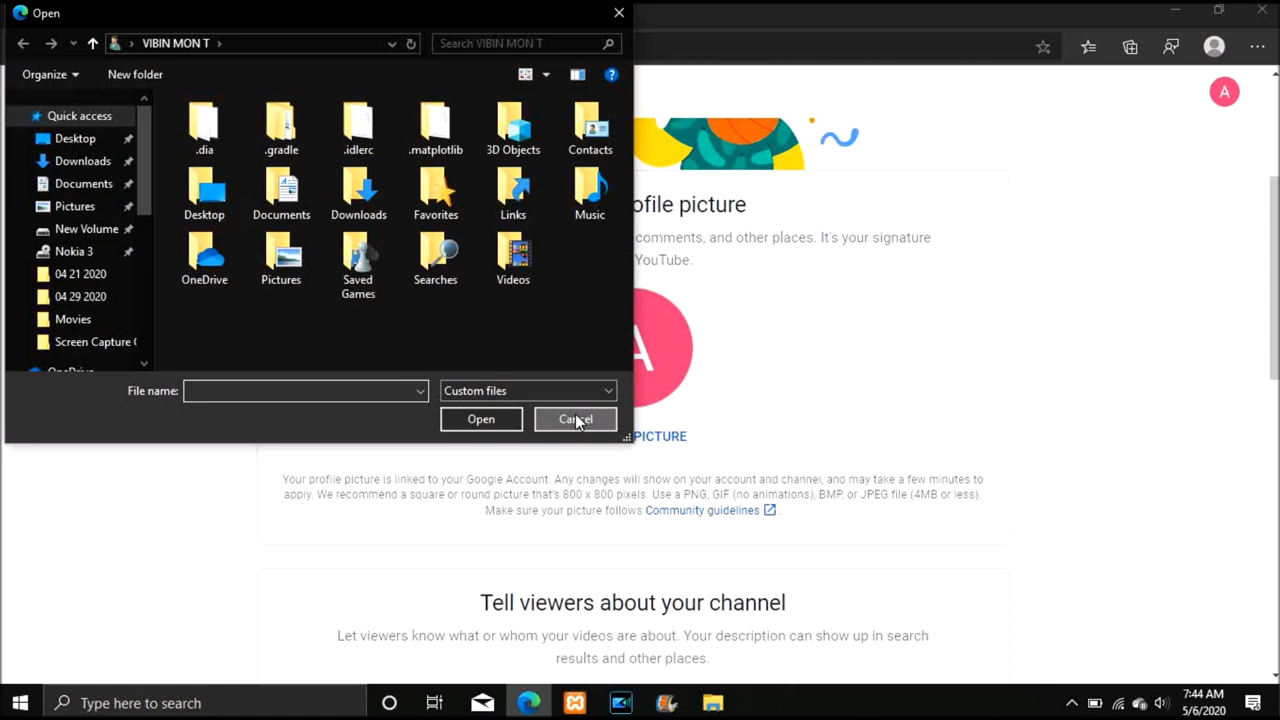 Open
VIBIN MON T
Search VIBIN MON T
Organize
New folder
Quick access
Desktop
Downloads
Documents
Pictures
New Volume
Nokia 3
04 21 2020
04 29 2020
Movies
Screen Capture
.dia
.gradle
.idlerc
.matplotlib
3D Objects
Contacts
Desktop
Documents
Downloads
Favorites
Links
Music
OneDrive
Pictures
Saved
Games
Searches
Videos
File name:
Custom files
Open
Cancel
A
ofile picture
comments, and other places. It's your signature
YouTube.
A
PICTURE
Your profile picture is linked to your Google Account. Any changes will show on your account and channel, and may take a few minutes to
apply. We recommend a square or round picture that's 800 x 800 pixels. Use a PNG, GIF (no animations), BMP, or JPEG file (4MB or less).
Make sure your picture follows Community guidelines .
Tell viewers about your channel
Let viewers know what or whom your videos are about. Your description can show up in search
results and other places.
Type here to search
7:44 AM
5/6/2020